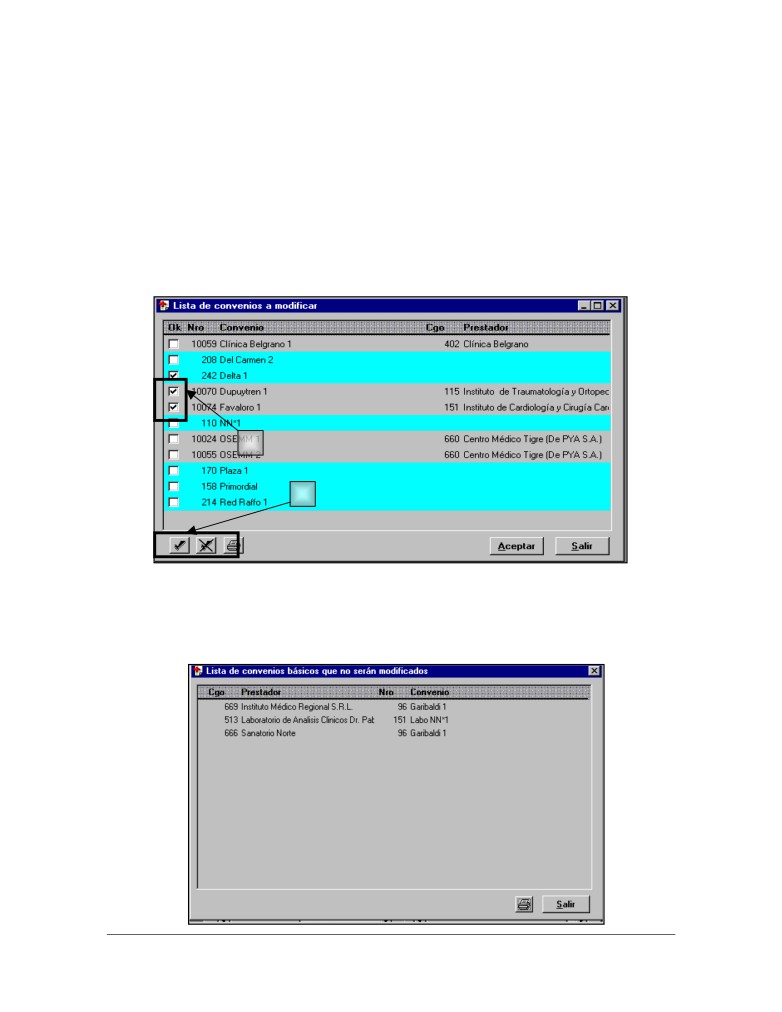 Lista de convenios a modificar
Ok Nro Convenio Cgo Prestador
10059 Clínica Belgrano 1 402 Clínica Belgrano
208 Del Carmen 2
242 Delta 1
10070 Dupuytren 1 115 Instituto de Traumatología y Ortopec
10074 Favaloro 1 151 Instituto de Cardiología y Cirugía Car
110 NN°1
10024 OSEMM 1 660 Centro Médico Tigre (De PYA S.A.)
10055 OSEMM 2 660 Centro Médico Tigre (De PYA S.A.)
170 Plaza 1
158 Primordial
214 Red Raffo 1
Aceptar Salir
Lista de convenios básicos que no serán modificados
Cgo Prestador Nro Convenio
669 Instituto Médico Regional S.R.L. 96 Garibaldi 1
513 Laboratorio de Analisis Clinicos Dr. Pab 151 Labo NN°1
666 Sanatorio Norte 96 Garibaldi 1
Salir